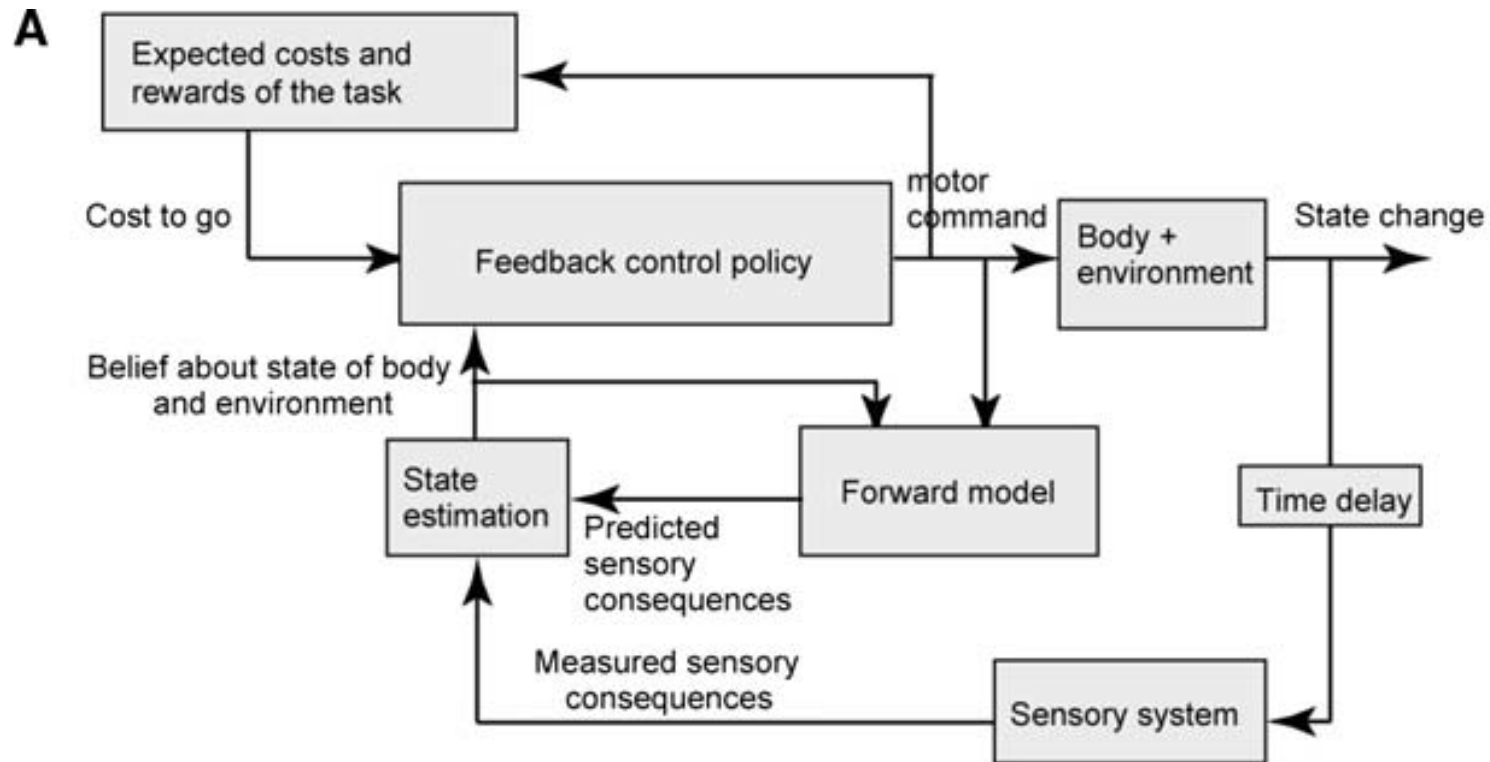 A
Expected costs and
rewards of the task
Cost to go
Feedback control policy
motor
command
Body +
environment
State change
Belief about state of body
and environment
State
estimation
Predicted
sensory
consequences
Forward model
Time delay
Measured sensory
consequences
Sensory system